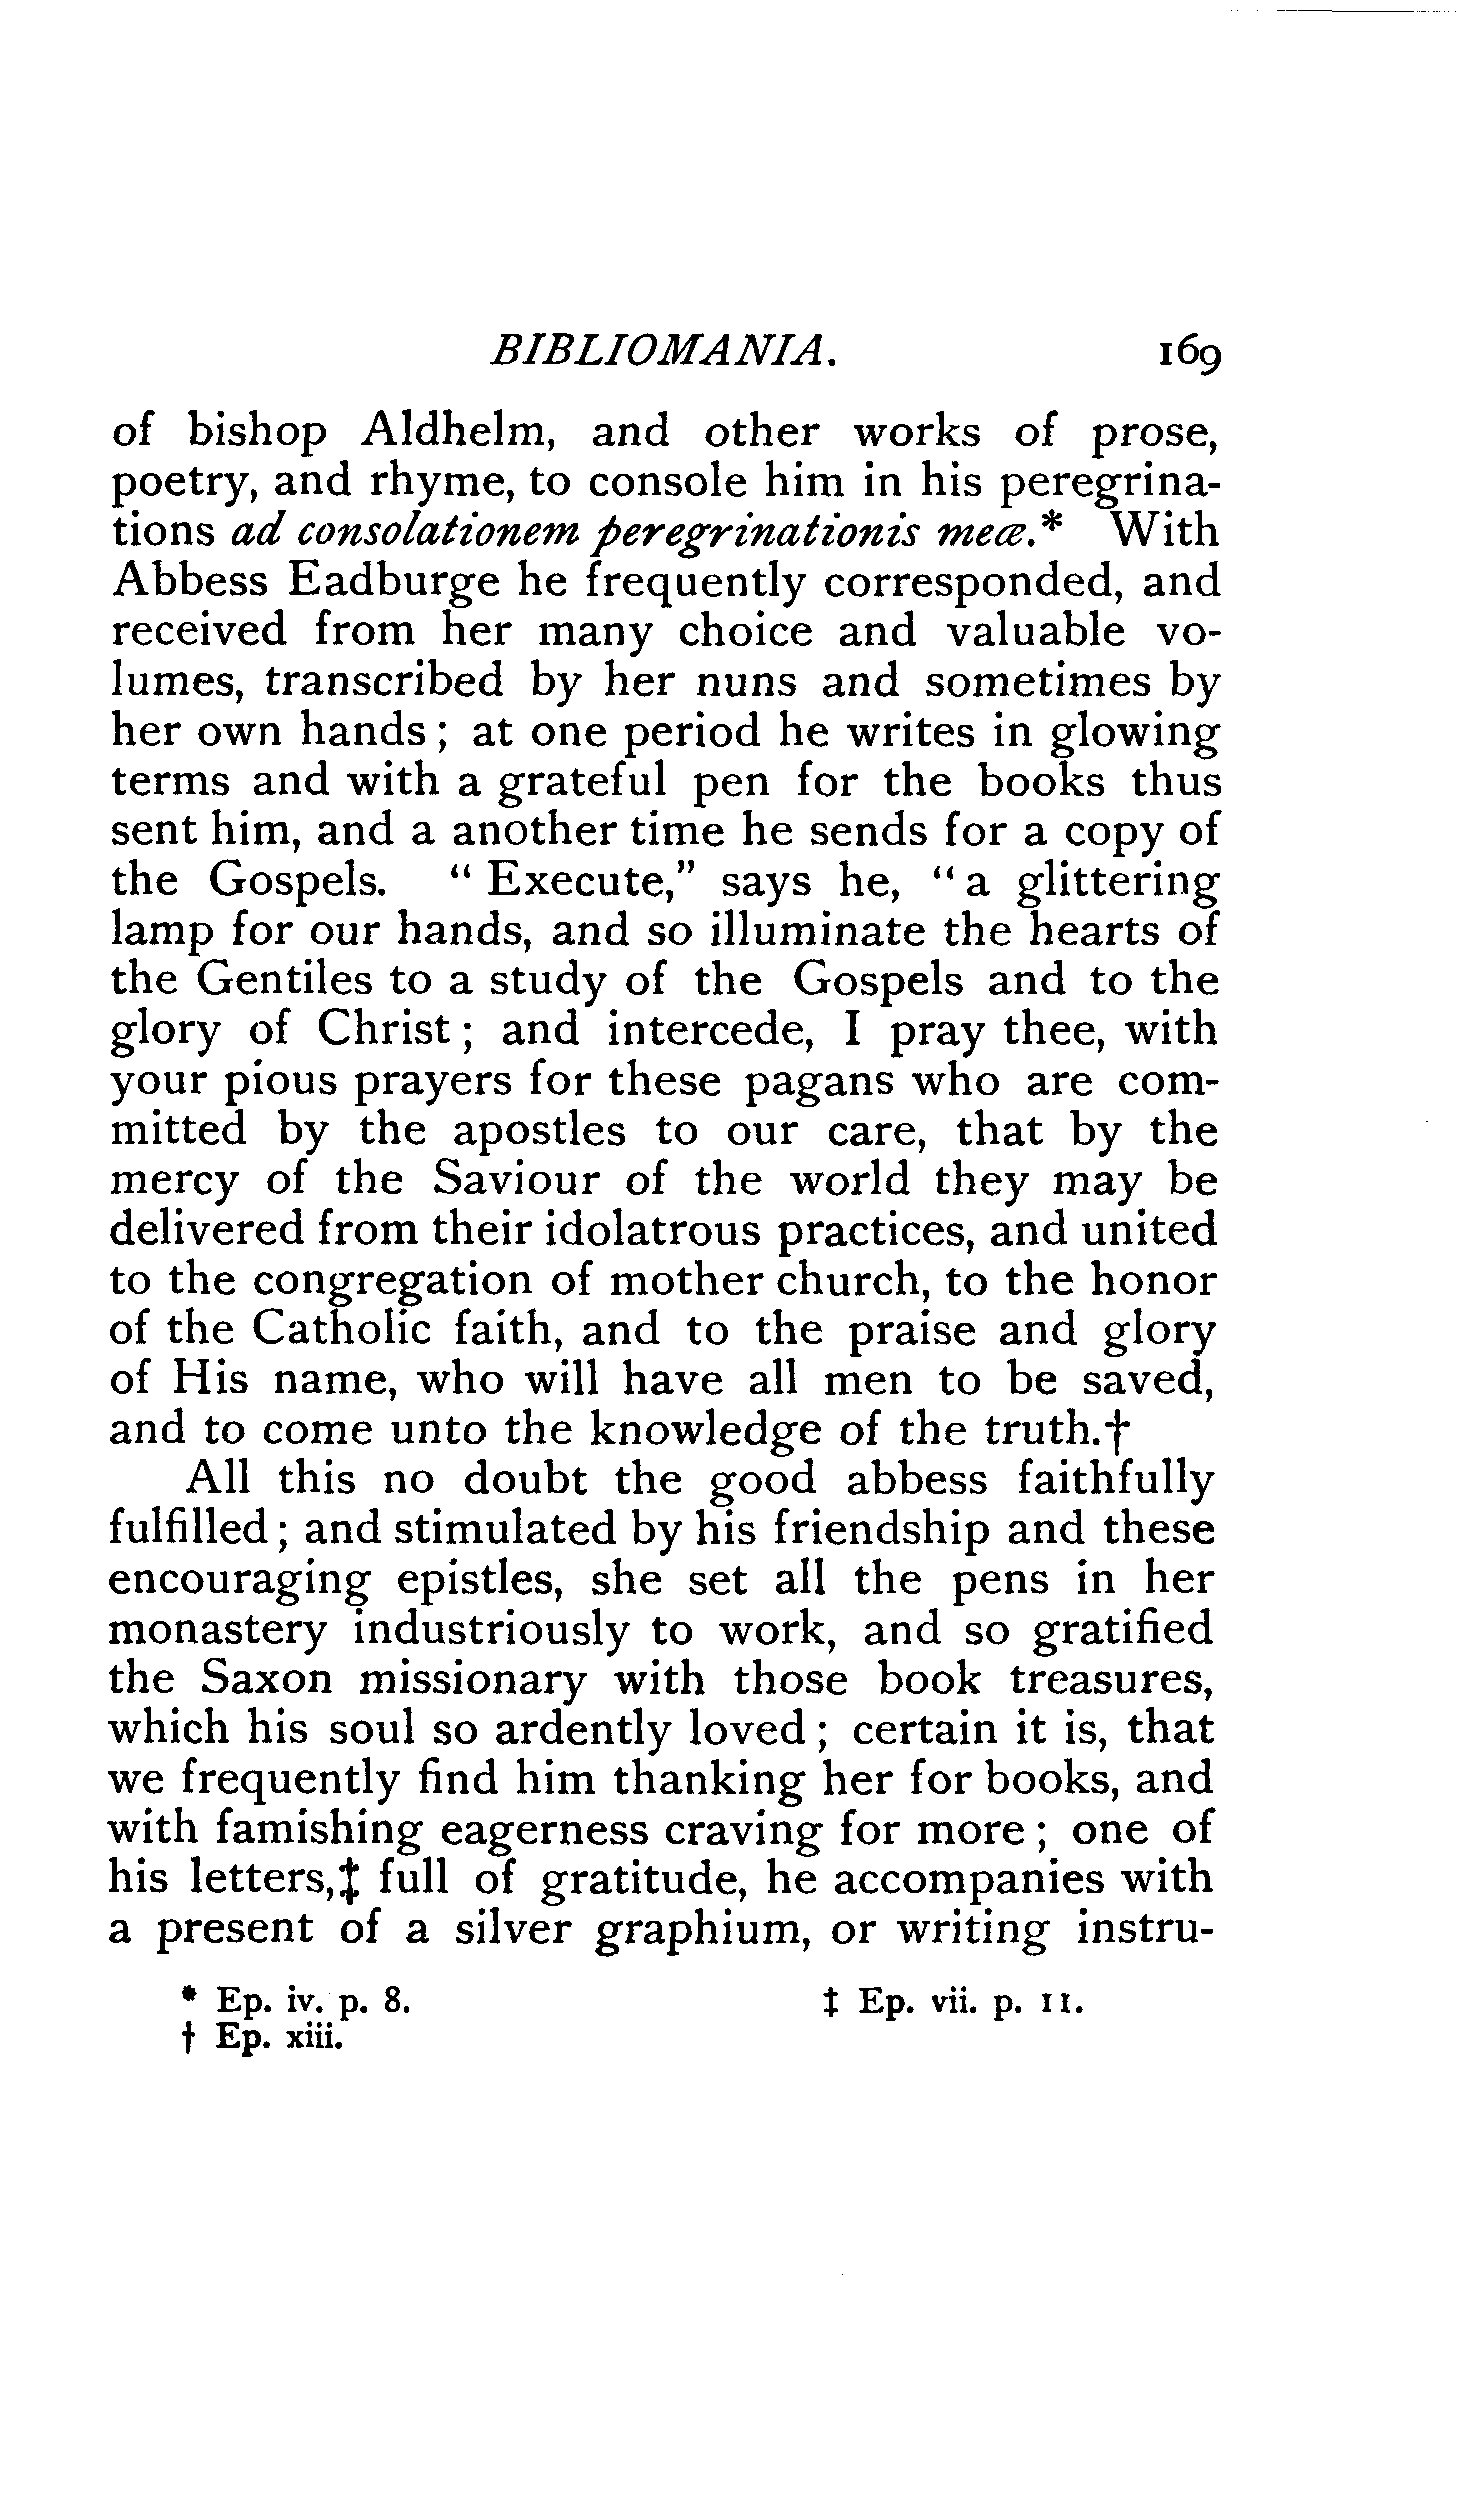 BIBLIOMANIA. 169
of bishop Aldhelm, and other works of prose,
poetry, and rhyme, to console him in his peregrina-
tions ad consolationem peregrinationis meæ.* With
Abbess Eadburge he frequently corresponded, and
received from her many choice and valuable vo-
lumes, transcribed by her nuns and sometimes by
her own hands; at one period he writes in glowing
terms and with a grateful pen for the books thus
sent him, and a another time he sends for a copy of
the Gospels. "Execute," says he, "a glittering
lamp for our hands, and so illuminate the hearts of
the Gentiles to a study of the Gospels and to the
glory of Christ; and intercede, I pray thee, with
your pious prayers for these pagans who are com-
mitted by the apostles to our care, that by the
mercy of the Saviour of the world they may be
delivered from their idolatrous practices, and united
to the congregation of mother church, to the honor
of the Catholic faith, and to the praise and glory
of His name, who will have all men to be saved,
and to come unto the knowledge of the truth.†
All this no doubt the good abbess faithfully
fulfilled; and stimulated by his friendship and these
encouraging epistles, she set all the pens in her
monastery industriously to work, and so gratified
the Saxon missionary with those book treasures,
which his soul so ardently loved; certain it is, that
we frequently find him thanking her for books, and
with famishing eagerness craving for more; one of
his letters,‡ full of gratitude, he accompanies with
a present of a silver graphium, or writing instru-
* Ep. iv. p. 8. ‡ Ep. vii. p. 11.
† Ep. xiii.